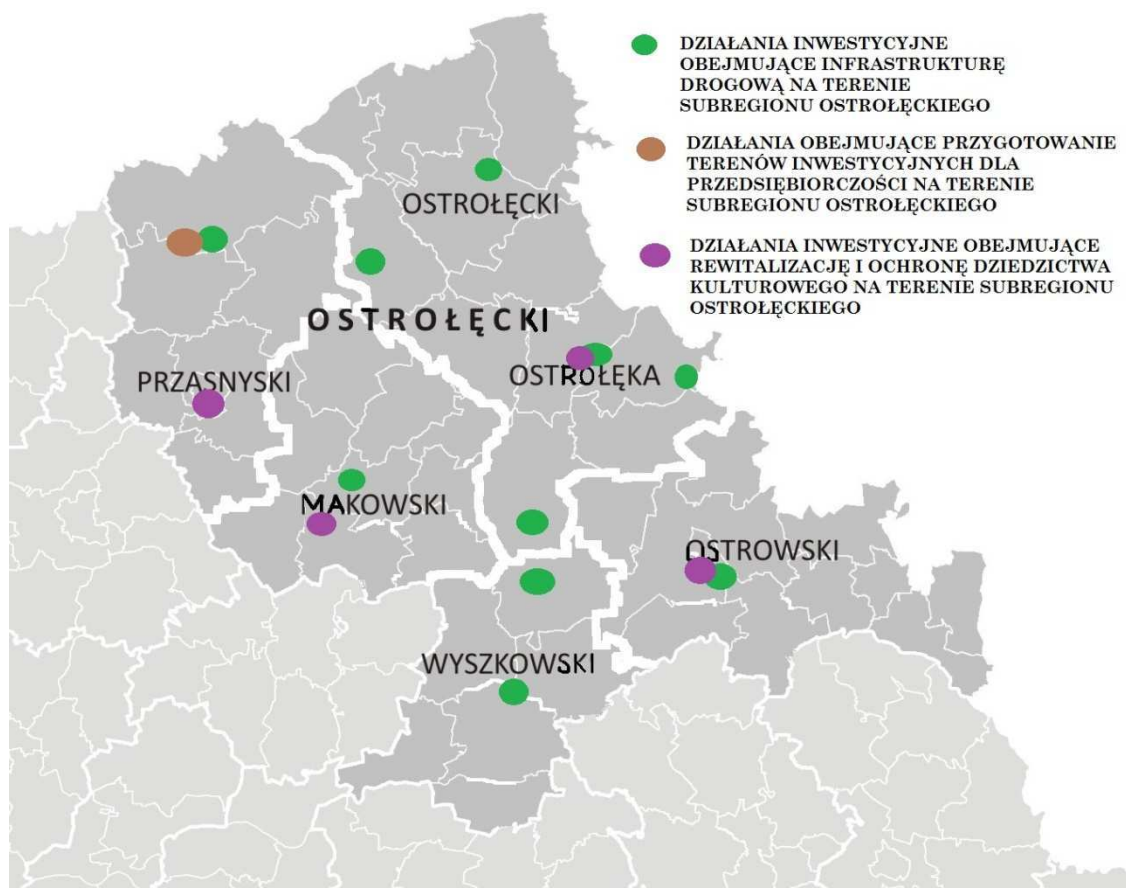 DZIAŁANIA INWESTYCYJNE
OBEJMUJĄCE INFRASTRUKTURĘ
DROGOWĄ NA TERENIE
SUBREGIONU OSTROŁĘCKIEGO
DZIAŁANIA OBEJMUJĄCE PRZYGOTOWANIE
TERENÓW INWESTYCYJNYCH DLA
PRZEDSIĘBIORCZOŚCI NA TERENIE
SUBREGIONU OSTROŁĘCKIEGO
DZIAŁANIA INWESTYCYJNE OBEJMUJĄCE
REWITALIZACJĘ I OCHRONĘ DZIEDZICTWA
KULTUROWEGO NA TERENIE SUBREGIONU
OSTROŁĘCKIEGO
OSTROŁĘCKI
OSTROŁĘCKI
OSTROŁĘKA
PRZASNYSKI
MAKOWSKI
OSTROWSKI
WYSZKOWSKI